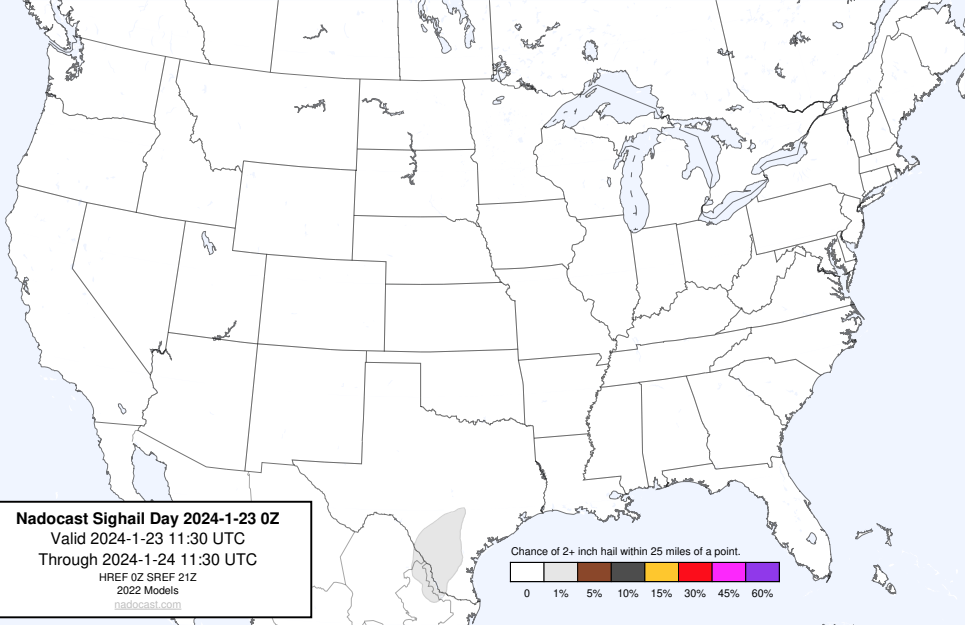 Nadocast Sighail Day 2024-1-23 0Z
Valid 2024-1-23 11:30 UTC
Through 2024-1-24 11:30 UTC
HREF 0Z SREF 21Z
2022 Models
nadocast.com
Chance of 2+ inch hail within 25 miles of a point.
0 1% 5% 10% 15% 30% 45% 60%